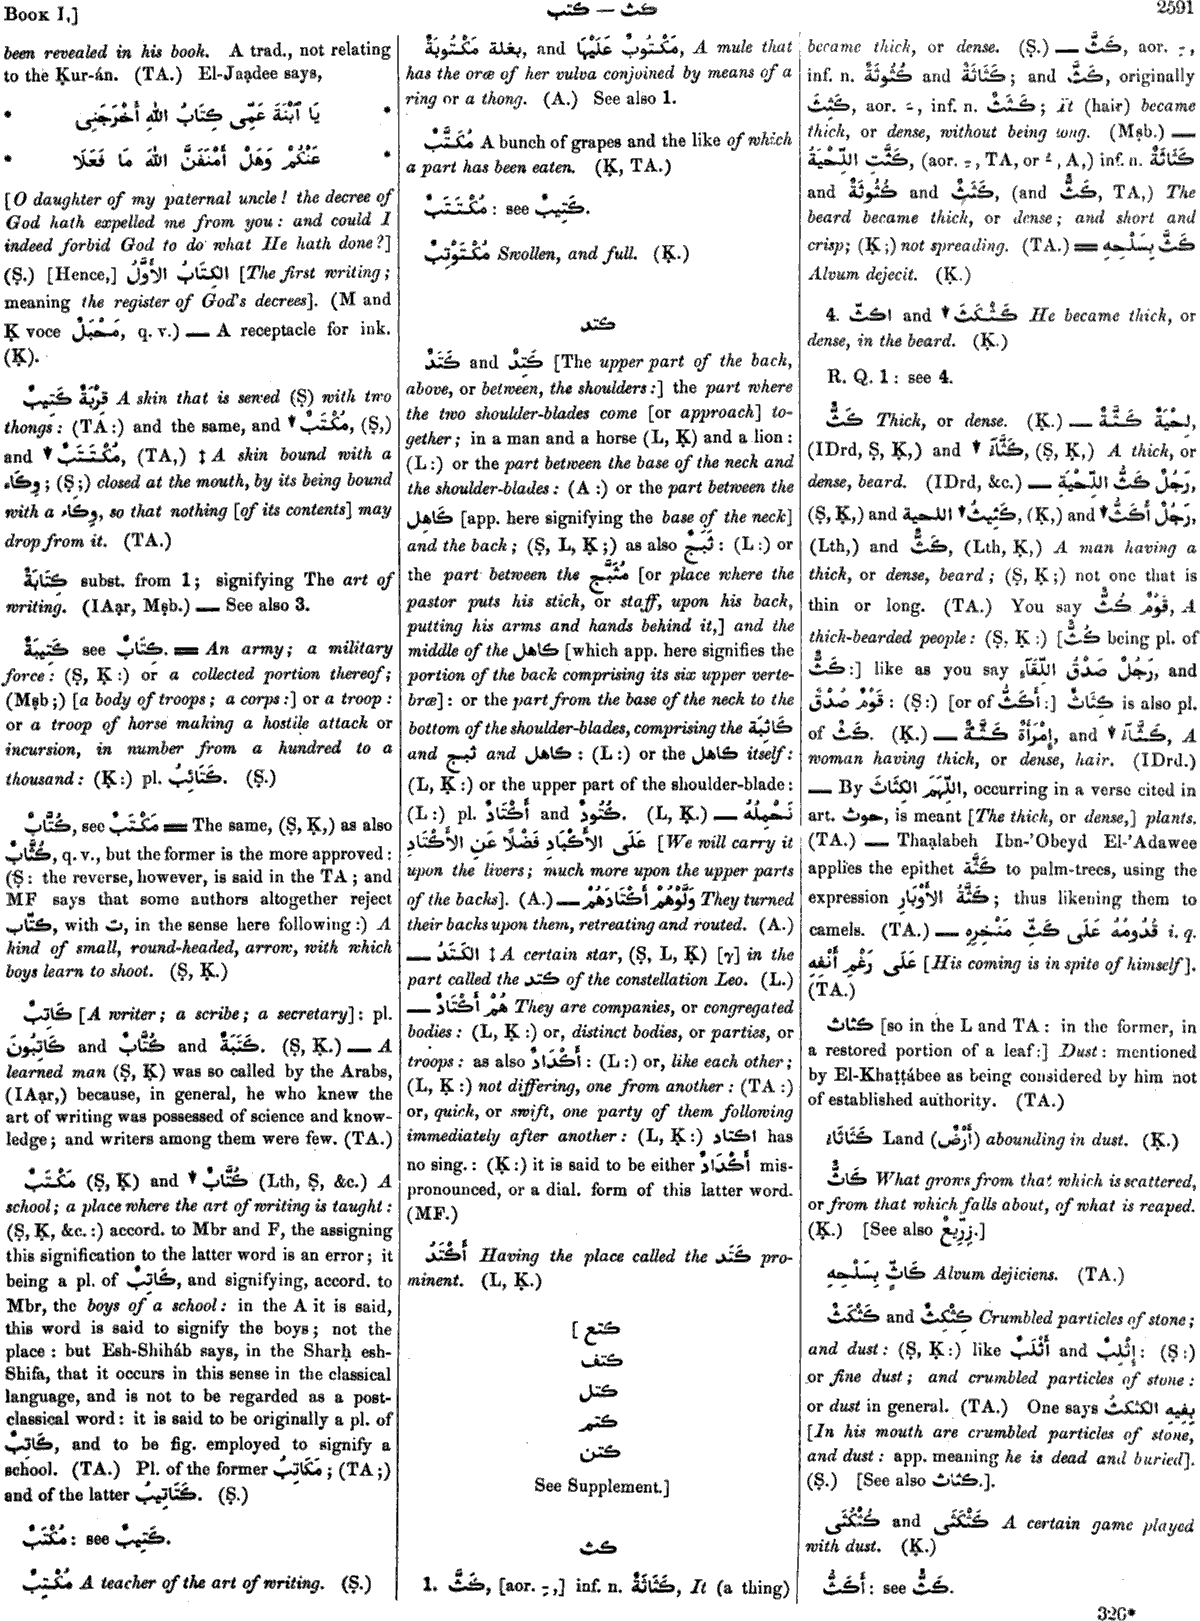 BOOK I.]
كث — كتب
2591
been revealed in his book. A trad., not relating
to the Ḳur-án. (TA.) El-Jaạdee says,
* يَا ٱبْنَةَ عَمِّى كِتَابُ اللّٰهِ أَخْرَجَنِى *
* عَنْكُمْ وَهَلْ أَمْنَعَنَّ اللّٰهَ مَا فَعَلَا *
[O daughter of my paternal uncle! the decree of
God hath expelled me from you: and could I
indeed forbid God to do what He hath done?]
(Ṣ.) [Hence,] الكِتَابُ الأَوَّلُ [The first writing;
meaning the register of God's decrees]. (M and
Ḳ voce مَحْبَلٌ, q. v.) — A receptacle for ink.
(Ḳ).
قِرْبَةٌ كَتِيبٌ A skin that is sewed (Ṣ) with two
thongs: (TA:) and the same, and ▼ مُكْتَبٌ, (Ṣ,)
and ▼ مُكْتَتَبٌ, (TA,) ‡ A skin bound with a
وِكَاء; (Ṣ;) closed at the mouth, by its being bound
with a وِكَاء, so that nothing [of its contents] may
drop from it. (TA.)
كِتَابَةٌ subst. from 1; signifying The art of
writing. (IAạr, Mṣb.) — See also 3.
كَتِيبَةٌ see كِتَابٌ. = An army; a military
force: (Ṣ, Ḳ:) or a collected portion thereof;
(Mṣb;) [a body of troops; a corps:] or a troop:
or a troop of horse making a hostile attack or
incursion, in number from a hundred to a
thousand: (Ḳ:) pl. كَتَائِبُ. (Ṣ.)
كُتَّابٌ, see مَكْتَبٌ = The same, (Ṣ, Ḳ,) as also
كُثَّابٌ, q. v., but the former is the more approved:
(Ṣ: the reverse, however, is said in the TA; and
MF says that some authors altogether reject
كتّاب, with ت, in the sense here following:) A
kind of small, round-headed, arrow, with which
boys learn to shoot. (Ṣ, Ḳ.)
كَاتِبٌ [A writer; a scribe; a secretary]: pl.
كَاتِبُونَ and كُتَّابٌ and كَتَبَةٌ. (Ṣ, Ḳ.) — A
learned man (Ṣ, Ḳ) was so called by the Arabs,
(IAạr,) because, in general, he who knew the
art of writing was possessed of science and know-
ledge; and writers among them were few. (TA.)
مَكْتَبٌ (Ṣ, Ḳ) and ▼ كُتَّابٌ (Lth, Ṣ, &c.) A
school; a place where the art of writing is taught:
(Ṣ, Ḳ, &c.:) accord. to Mbr and F, the assigning
this signification to the latter word is an error; it
being a pl. of كَاتِبٌ, and signifying, accord. to
Mbr, the boys of a school: in the A it is said,
this word is said to signify the boys; not the
place: but Esh-Shiháb says, in the Sharḥ esh-
Shifa, that it occurs in this sense in the classical
language, and is not to be regarded as a post-
classical word: it is said to be originally a pl. of
كَاتِبٌ, and to be fig. employed to signify a
school. (TA.) Pl. of the former مَكَاتِبُ; (TA;)
and of the latter كَتَاتِيبُ. (Ṣ.)
مُكْتَبٌ: see كَتِيبٌ.
مُكْتِبٌ A teacher of the art of writing. (Ṣ.)
بغلة مَكْتُوبَةٌ, and مَكْتُوبٌ عَلَيْهَا, A mule that
has the oræ of her vulva conjoined by means of a
ring or a thong. (A.) See also 1.
مُكَتَّبٌ A bunch of grapes and the like of which
a part has been eaten. (Ḳ, TA.)
مُكْتَتَبٌ: see كَتِيبٌ.
مُكْتَوْتِبٌ Swollen, and full. (Ḳ.)
كتد
كَتَدٌ and كَتِدٌ [The upper part of the back,
above, or between, the shoulders:] the part where
the two shoulder-blades come [or approach] to-
gether; in a man and a horse (L, Ḳ) and a lion:
(L:) or the part between the base of the neck and
the shoulder-blades: (A:) or the part between the
كَاهِل [app. here signifying the base of the neck]
and the back; (Ṣ, L, Ḳ;) as also ثَبَجٌ: (L:) or
the part between the مُثَبَّج [or place where the
pastor puts his stick, or staff, upon his back,
putting his arms and hands behind it,] and the
middle of the كاهل [which app. here signifies the
portion of the back comprising its six upper verte-
bræ]: or the part from the base of the neck to the
bottom of the shoulder-blades, comprising the كَاثِبَة
and ثبج and كاهل: (L:) or the كاهل itself:
(L, Ḳ:) or the upper part of the shoulder-blade:
(L:) pl. أَكْتَادٌ and كُتُودٌ. (L, Ḳ.) — نَحْمِلُهُ
عَلَى الأَكْبَادِ فَضْلًا عَنِ الأَكْتَادِ [We will carry it
upon the livers; much more upon the upper parts
of the backs]. (A.) — وَلَّوْهُمْ أَكْتَادَهُمْ They turned
their backs upon them, retreating and routed. (A.)
— الكَتَدُ ‡ A certain star, (Ṣ, L, Ḳ) [γ] in the
part called the كتد of the constellation Leo. (L.)
— هُمْ أَكْتَادٌ They are companies, or congregated
bodies: (L, Ḳ:) or, distinct bodies, or parties, or
troops: as also أَكْدَادٌ: (L:) or, like each other;
(L, Ḳ:) not differing, one from another: (TA:)
or, quick, or swift, one party of them following
immediately after another: (L, Ḳ:) اكتاد has
no sing.: (Ḳ:) it is said to be either أَكْدَادٌ mis-
pronounced, or a dial. form of this latter word.
(MF.)
أَكْتَدُ Having the place called the كَتَد pro-
minent. (L, Ḳ.)
[ كتع
كتف
كتل
كتم
كتن
See Supplement.]
كث
1. كَثَّ, [aor. ـِ,] inf. n. كَثَاثَةٌ, It (a thing)
became thick, or dense. (Ṣ.) — كَثَّ, aor. ـِ,
inf. n. كَثَاثَةٌ and كُثُوثَةٌ; and كَثَّ, originally
كَثِثَ, aor. ـَ, inf. n. كَثَثٌ; it (hair) became
thick, or dense, without being long. (Mṣb.) —
كَثَّتِ اللِّحْيَةُ, (aor. ـِ, TA, or ـَ, A,) inf. n. كَثَاثَةٌ
and كُثُوثَةٌ and كَثَثٌ, (and كَثٌّ, TA,) The
beard became thick, or dense; and short and
crisp; (Ḳ;) not spreading. (TA.) = كَثَّ بِسَلْحِهِ
Alvum dejecit. (Ḳ.)
4. اكثّ and ▼ كَثْكَثَ He became thick, or
dense, in the beard. (Ḳ.)
R. Q. 1: see 4.
كَثٌّ Thick, or dense. (Ḳ.) — لِحْيَةٌ كَثَّةٌ,
(IDrd, Ṣ, Ḳ,) and ▼ كَثَّآءُ, (Ṣ, Ḳ,) A thick, or
dense, beard. (IDrd, &c.) — رَجُلٌ كَثُّ اللِّحْيَةِ,
(Ṣ, Ḳ,) and ▼ كَثِيثُ اللحية, (Ḳ,) and ▼ رَجُلٌ أَكَثُّ,
(Lth,) and كَثٌّ, (Lth, Ḳ,) A man having a
thick, or dense, beard; (Ṣ, Ḳ;) not one that is
thin or long. (TA.) You say قَوْمٌ كُثٌّ, A
thick-bearded people: (Ṣ, Ḳ:) [كُثٌّ being pl. of
كَثٌّ:] like as you say رَجُلٌ صَدْقُ اللِّقَآءِ, and
قَوْمٌ صُدْقٌ: (Ṣ:) [or of أَكَثُّ:] كِثَاثٌ is also pl.
of كَثٌّ. (Ḳ.) — إِمْرَأَةٌ كَثَّةٌ, and ▼ كَثَّآءُ, A
woman having thick, or dense, hair. (IDrd.)
— By اللِّهَمِّ الكِثَاثَ, occurring in a verse cited in
art. حوث, is meant [The thick, or dense,] plants.
(TA.) — Thaạlabeh Ibn-'Obeyd El-'Adawee
applies the epithet كَثَّة to palm-trees, using the
expression كَثَّةُ الأَوْبَارِ; thus likening them to
camels. (TA.) — قُدُومُهُ عَلَى كَثِّ مَنْخِرِهِ i. q.
عَلَى رَغْمِ أَنْفِهِ [His coming is in spite of himself].
(TA.)
كثاث [so in the L and TA: in the former, in
a restored portion of a leaf:] Dust: mentioned
by El-Khaṭṭábee as being considered by him not
of established authority. (TA.)
كَثَاثَاءُ Land (أَرْضٌ) abounding in dust. (Ḳ.)
كَاثٌّ What grows from that which is scattered,
or from that which falls about, of what is reaped.
(Ḳ.) [See also زِرِّيعٌ.]
كَاثٌّ بِسَلْحِهِ Alvum dejiciens. (TA.)
كَثْكَثٌ and كِثْكِثٌ Crumbled particles of stone;
and dust: (Ṣ, Ḳ:) like أَثْلَبٌ and إِثْلِبٌ: (Ṣ:)
or fine dust; and crumbled particles of stone:
or dust in general. (TA.) One says بِفِيهِ الكثكثُ
[In his mouth are crumbled particles of stone,
and dust: app. meaning he is dead and buried].
(Ṣ.) [See also كثاث.].
كُثْكُثَى and كَثْكَثَى A certain game played
with dust. (Ḳ.)
أَكَثُّ: see كَثٌّ.
326*